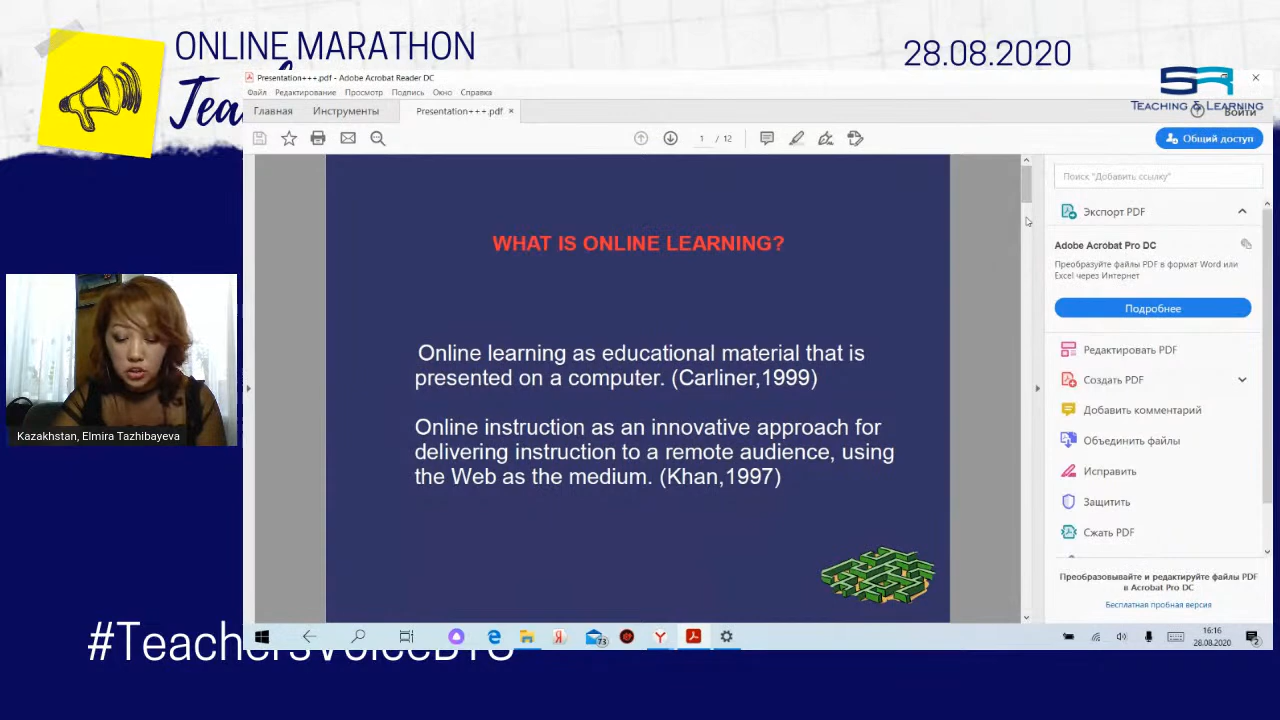 ONLINE MARATHON
28.08.2020
Presentation+++.pdf - Adobe Acrobat Reader DC
Файл Редактирование Просмотр Подпись Окно Справка
TEACHING & LEARNING
Главная Инструменты Presentation+++.pdf × Войти
1 / 12
Общий доступ
Поиск "Добавить ссылку"
Экспорт PDF
Adobe Acrobat Pro DC
Преобразуйте файлы PDF в формат Word или
Excel через Интернет
Подробнее
Редактировать PDF
Создать PDF
Добавить комментарий
Объединить файлы
Исправить
Защитить
Сжать PDF
Преобразовывайте и редактируйте файлы PDF
в Acrobat Pro DC
Бесплатная пробная версия
WHAT IS ONLINE LEARNING?
Online learning as educational material that is
presented on a computer. (Carliner,1999)
Online instruction as an innovative approach for
delivering instruction to a remote audience, using
the Web as the medium. (Khan,1997)
Kazakhstan, Elmira Tazhibayeva
73
16:16
28.08.2020
2